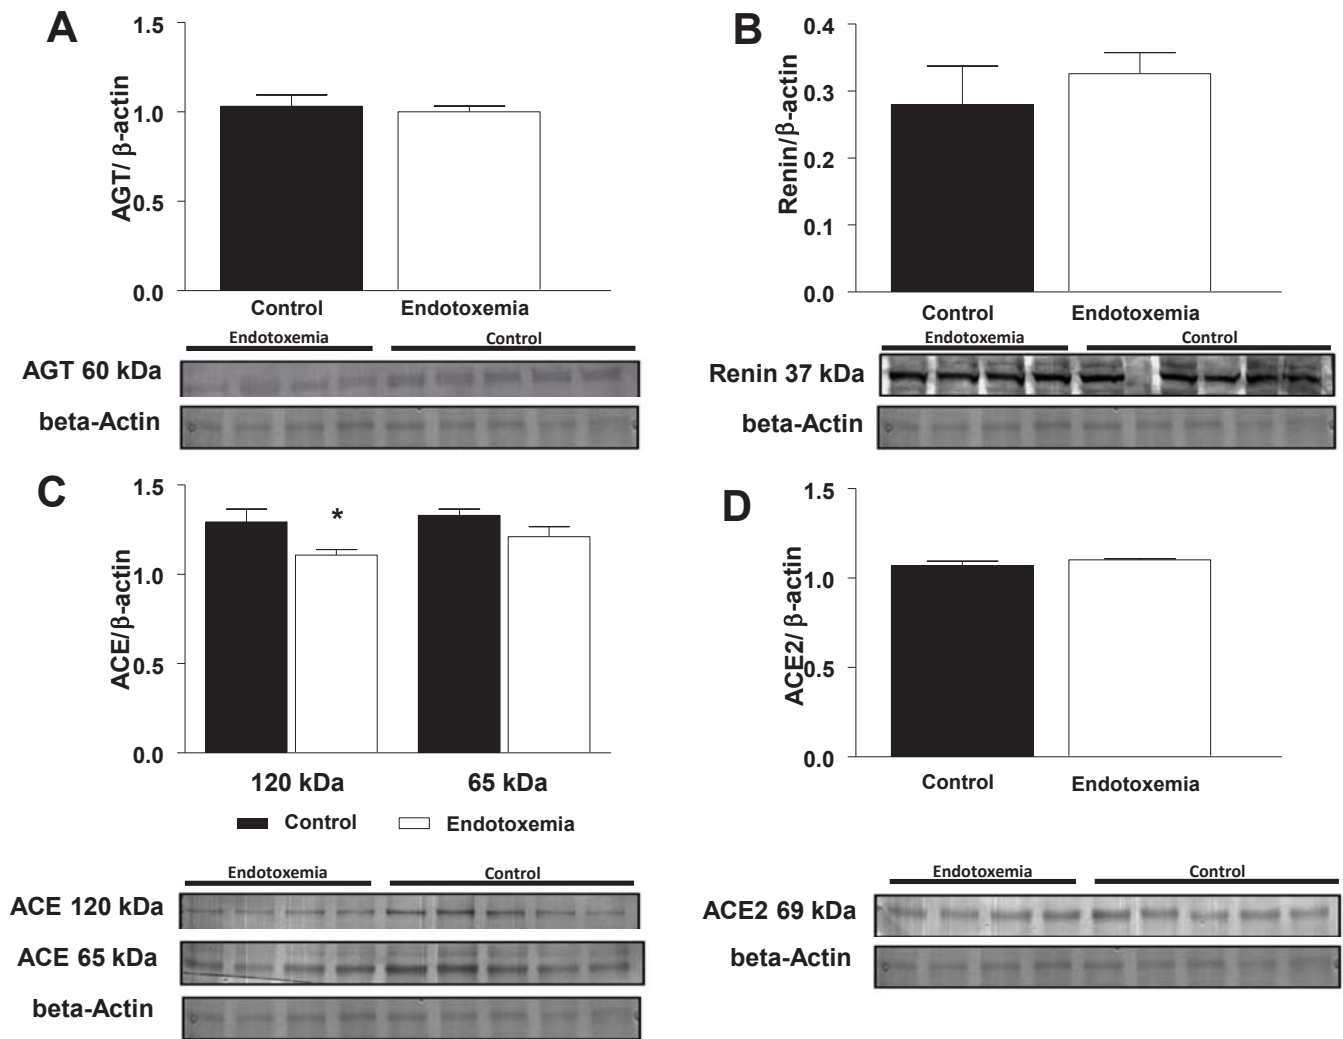 A
AGT/ β-actin
1.5
1.0
0.5
0.0
Control
Endotoxemia
Endotoxemia
Control
AGT 60 kDa
beta-Actin
B
Renin/β-actin
0.4
0.3
0.2
0.1
0.0
Control
Endotoxemia
Endotoxemia
Control
Renin 37 kDa
beta-Actin
C
ACE/β-actin
1.5
1.0
0.5
0.0
*
120 kDa
65 kDa
Control
Endotoxemia
Endotoxemia
Control
ACE 120 kDa
ACE 65 kDa
beta-Actin
D
ACE2/ β-actin
1.5
1.0
0.5
0.0
Control
Endotoxemia
Endotoxemia
Control
ACE2 69 kDa
beta-Actin